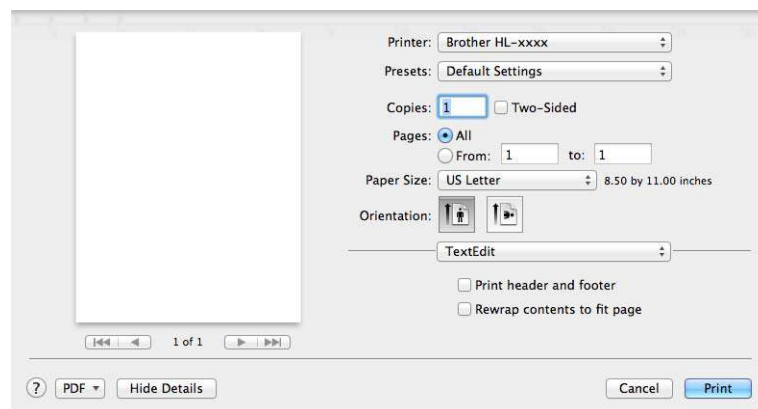 Printer: Brother HL-xxxx
Presets: Default Settings
Copies: 1 Two-Sided
Pages: All
From: 1 to: 1
Paper Size: US Letter 8.50 by 11.00 inches
Orientation:
TextEdit
Print header and footer
Rewrap contents to fit page
1 of 1
? PDF Hide Details Cancel Print